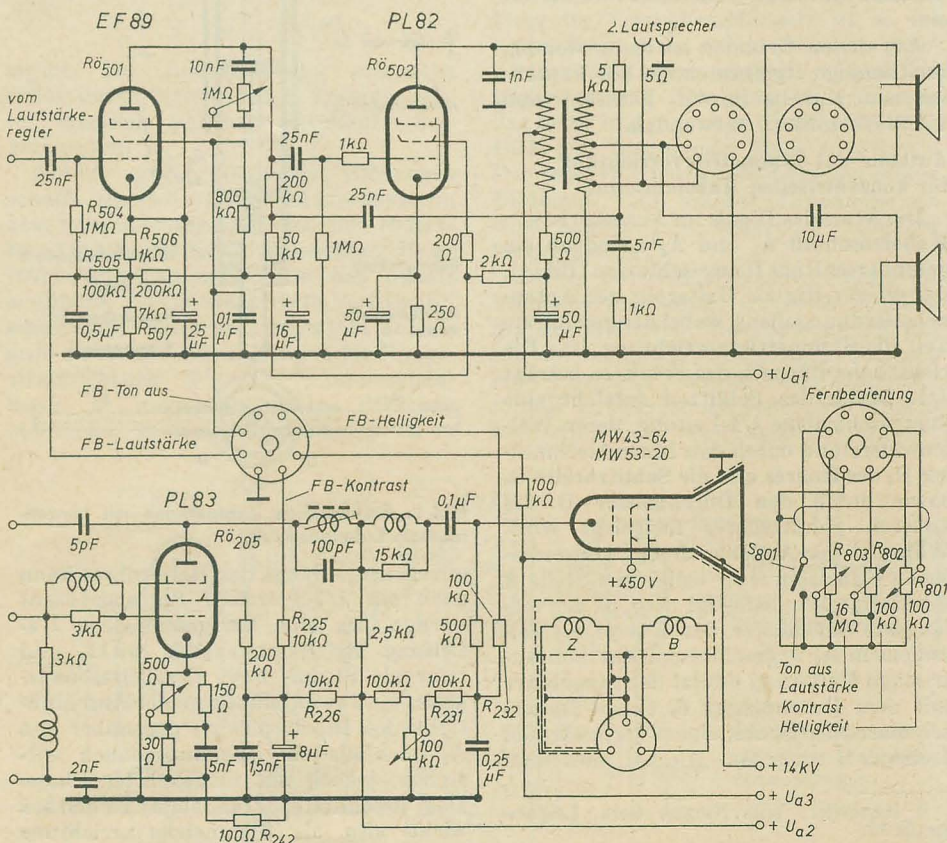 EF89
PL82
2. Lautsprecher
Rö501
10nF
1MΩ
Rö502
1nF
5 kΩ
5Ω
vom Lautstärke-
regler
25nF
25nF
1kΩ
R504
1MΩ
800 kΩ
200 kΩ
25nF
R506
1kΩ
50 kΩ
1MΩ
200 Ω
500 Ω
5nF
10µF
R505
100kΩ
200kΩ
2kΩ
0,5µF
7kΩ
R507
+
25 µF
01 µF
+
16 µF
50 µF
+
250 Ω
+
50 µF
1kΩ
+ Ua1
FB-Ton aus
FB-Helligkeit
FB-Lautstärke
FB-Kontrast
MW43-64
MW53-20
Fernbedienung
PL83
Rö205
5pF
100pF
15kΩ
0,1µF
100 kΩ
+450V
S801
R803
R802
R801
16 MΩ
100 kΩ
100 kΩ
3kΩ
3kΩ
500 Ω
150 Ω
30 Ω
200 kΩ
R225
10kΩ
2,5kΩ
100 kΩ
500 kΩ
10kΩ
R226
100kΩ
100kΩ
R231
R232
100 kΩ
0,25 µF
Z
B
Ton aus
Lautstärke
Kontrast
Helligkeit
2nF
5nF
1,5nF
+
8µF
100Ω R242
+ 14kV
+ Ua3
+ Ua2